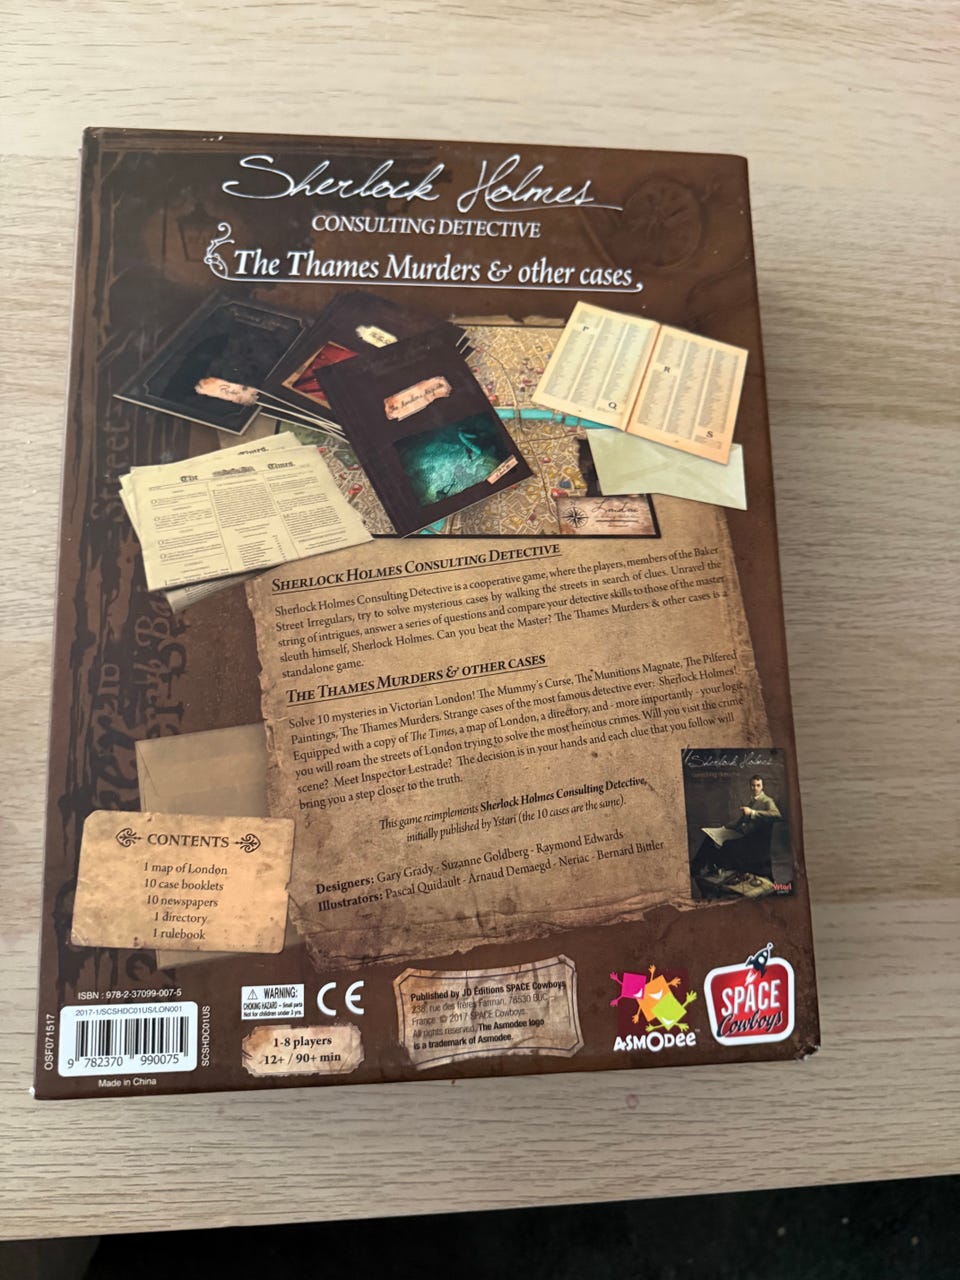 Sherlock Holmes
CONSULTING DETECTIVE
The Thames Murders & other cases
The Times.
P
R
Q
S
London
SHERLOCK HOLMES CONSULTING DETECTIVE
Sherlock Holmes Consulting Detective is a cooperative game, where the players, members of the Baker
Street Irregulars, try to solve mysterious cases by walking the streets in search of clues. Unravel the
string of intrigues, answer a series of questions and compare your detective skills to those of the master
sleuth himself, Sherlock Holmes. Can you beat the Master? The Thames Murders & other cases is a
standalone game.
THE THAMES MURDERS & OTHER CASES
Solve 10 mysteries in Victorian London! The Mummy's Curse, The Munitions Magnate, The Pilfered
Paintings, The Thames Murders. Strange cases of the most famous detective ever: Sherlock Holmes!
Equipped with a copy of The Times, a map of London, a directory, and - more importantly - your logic,
you will roam the streets of London trying to solve the most heinous crimes. Will you visit the crime
scene? Meet Inspector Lestrade? The decision is in your hands and each clue that you follow will
bring you a step closer to the truth.
This game reimplements Sherlock Holmes Consulting Detective,
initially published by Ystari (the 10 cases are the same).
Sherlock Holmes
consulting detective
Ystari
Designers: Gary Grady - Suzanne Goldberg - Raymond Edwards
Illustrators: Pascal Quidault - Arnaud Demaegd - Neriac - Bernard Bittler
CONTENTS
1 map of London
10 case booklets
10 newspapers
1 directory
1 rulebook
ISBN : 978-2-37099-007-5
2017-1/SCSHDC01US/LON001
9 782370 990075
Made in China
OSF071517
SCSHDC01US
WARNING:
CHOKING HAZARD – Small parts
Not for children under 3 yrs.
CE
1-8 players
12+ / 90+ min
Published by JD Éditions SPACE Cowboys
238, rue des frères Farman, 78530 BUC –
France. © 2017 SPACE Cowboys.
All rights reserved. The Asmodee logo
is a trademark of Asmodee.
ASMODee
SPACE
Cowboys